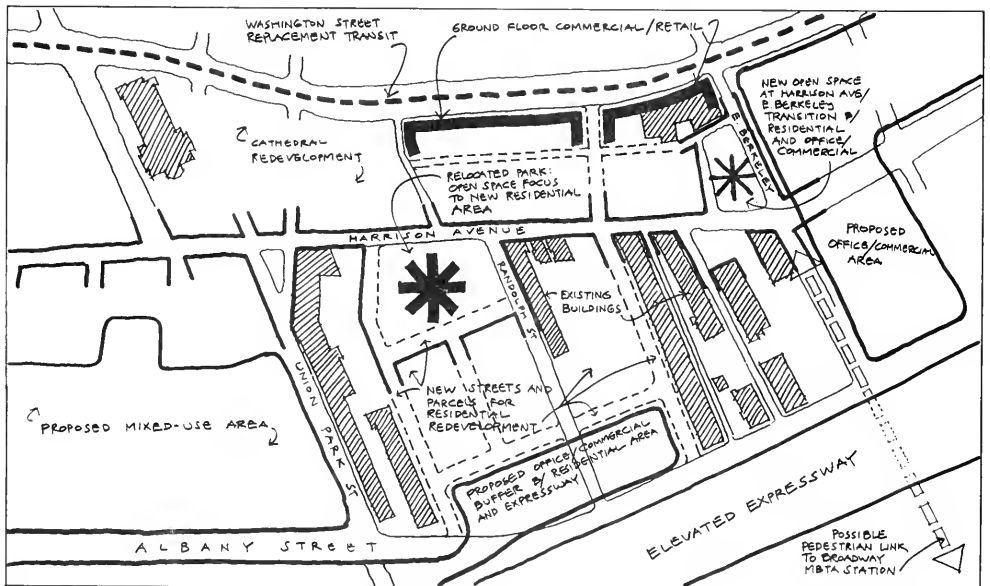 WASHINGTON STREET
REPLACEMENT TRANSIT
GROUND FLOOR COMMERCIAL/RETAIL
NEW OPEN SPACE
AT HARRISON AVE/
E. BERKELEY
TRANSITION B/
RESIDENTIAL
AND OFFICE/
COMMERCIAL
CATHEDRAL
REDEVELOPMENT
E. BERKELEY
RELOCATED PARK:
OPEN SPACE FOCUS
TO NEW RESIDENTIAL
AREA
HARRISON AVENUE
PROPOSED
OFFICE/COMMERCIAL
AREA
RANDOLPH ST
EXISTING
BUILDINGS
UNION PARK ST
NEW STREETS AND
PARCELS FOR
RESIDENTIAL
REDEVELOPMENT
PROPOSED MIXED-USE AREA
PROPOSED OFFICE/COMMERCIAL
BUFFER B/ RESIDENTIAL AREA
AND EXPRESSWAY
ELEVATED EXPRESSWAY
ALBANY STREET
POSSIBLE
PEDESTRIAN LINK
TO BROADWAY
MBTA STATION